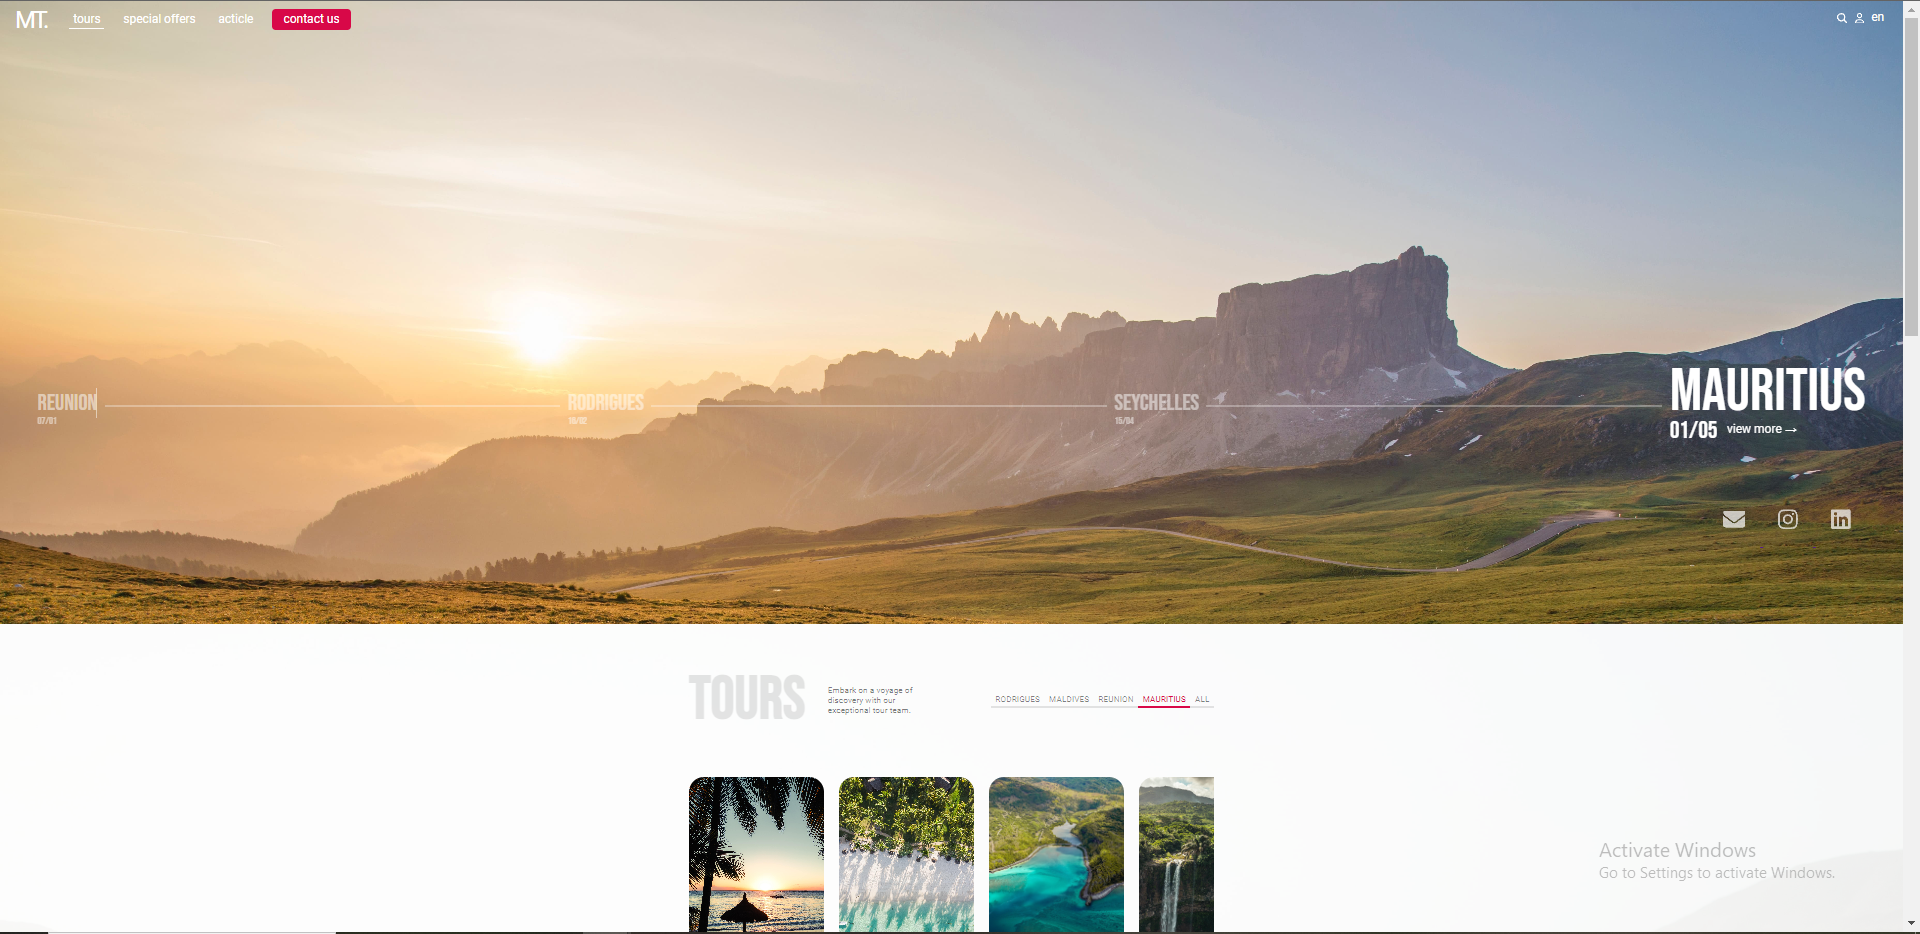 MT.
tours
special offers
acticle
contact us
en
REUNION
07/01
RODRIGUES
16/02
SEYCHELLES
15/04
MAURITIUS
01/05
view more →
TOURS
Embark on a voyage of
discovery with our
exceptional tour team.
RODRIGUES
MALDIVES
REUNION
MAURITIUS
ALL
Activate Windows
Go to Settings to activate Windows.